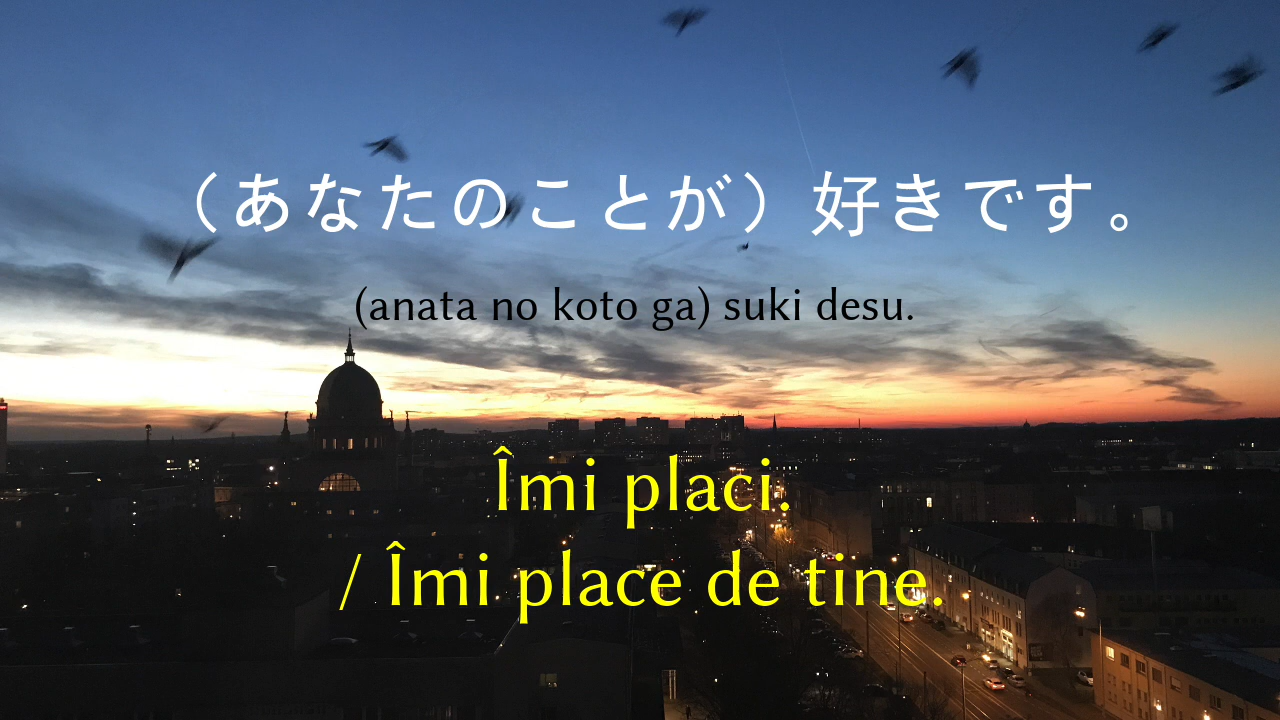 （あなたのことが）好きです。
(anata no koto ga) suki desu.
Îmi placi.
/ Îmi place de tine.